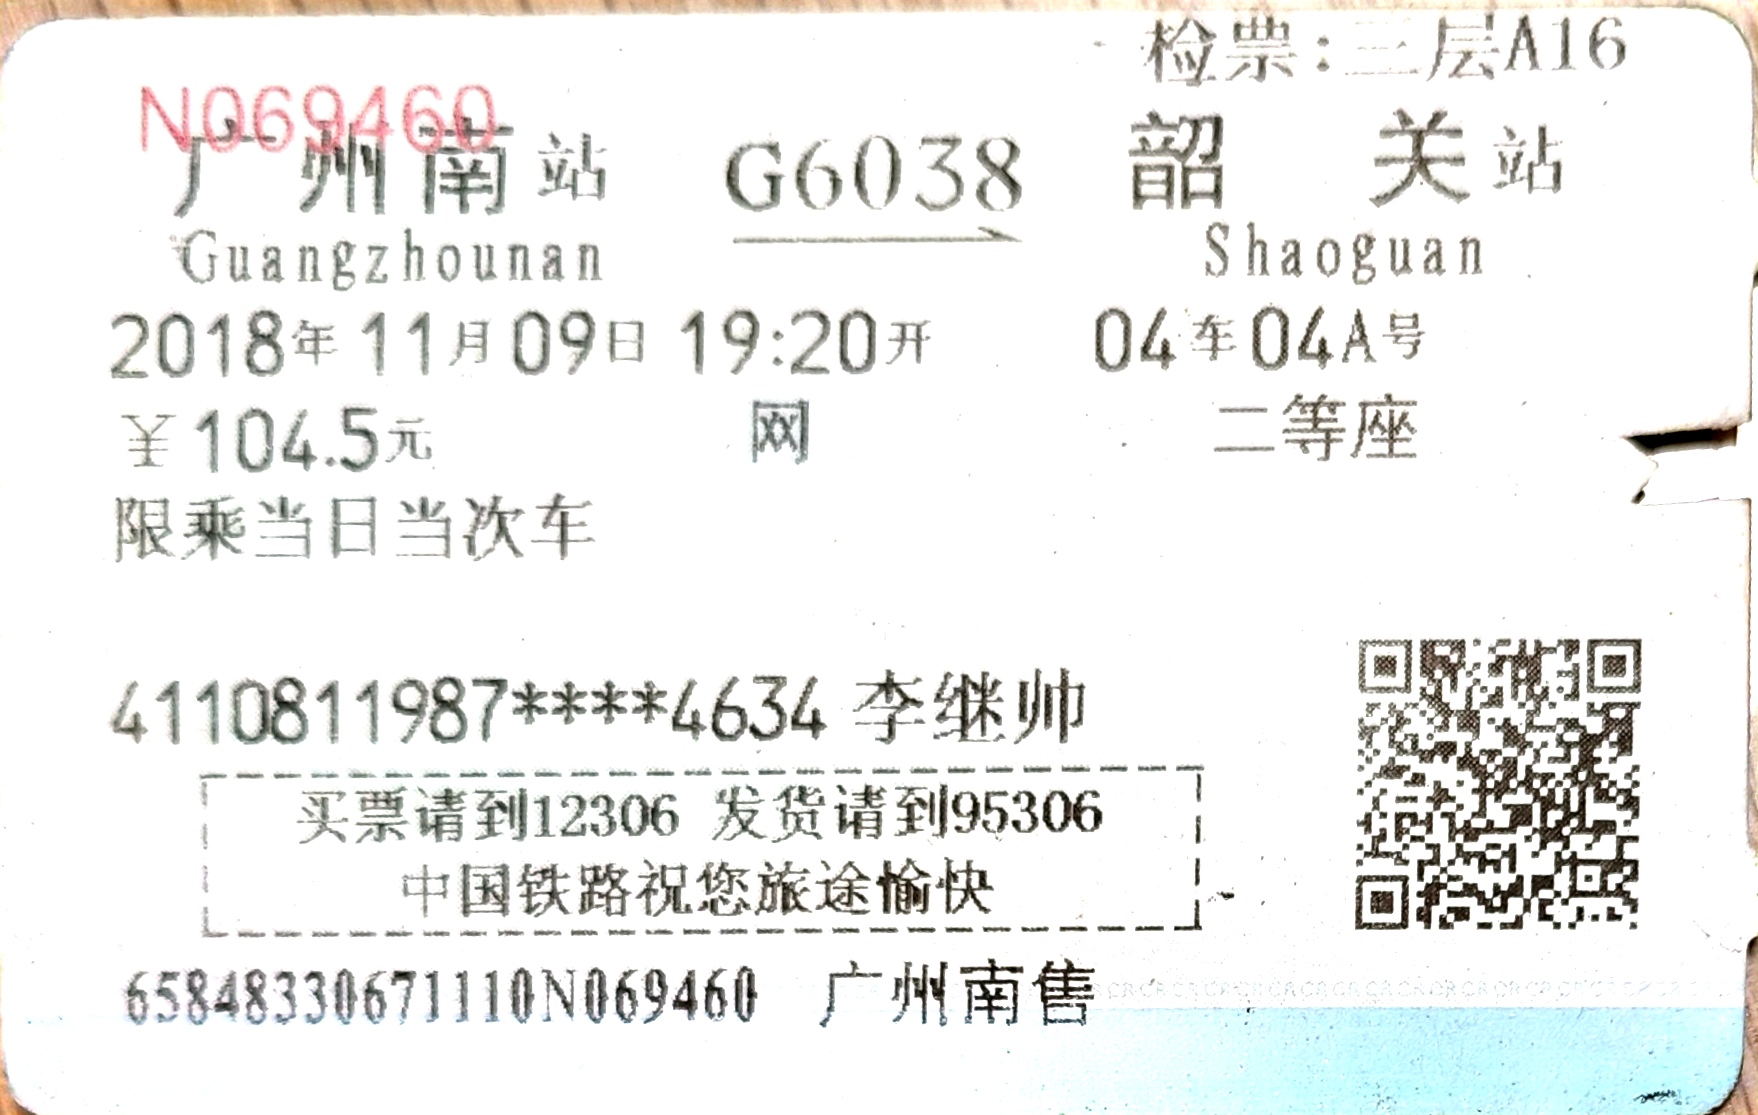 检票:三层A16
N069460
广州南站 G6038 韶关站
Guangzhounan Shaoguan
2018年11月09日 19:20开 04车04A号
¥104.5元 网 二等座
限乘当日当次车
4110811987****4634 李继帅
买票请到12306 发货请到95306
中国铁路祝您旅途愉快
65848330671110N069460 广州南售